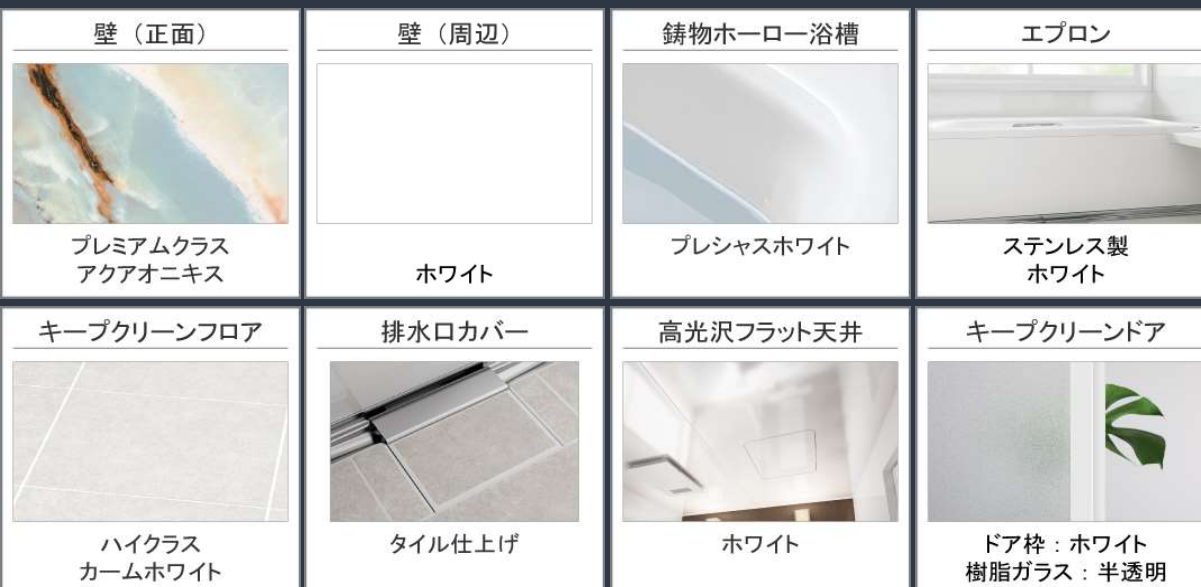 壁（正面）
壁（周辺）
鋳物ホーロー浴槽
エプロン
プレミアムクラス
アクアオニキス
ホワイト
プレシャスホワイト
ステンレス製
ホワイト
キープクリーンフロア
排水口カバー
高光沢フラット天井
キープクリーンドア
ハイクラス
カームホワイト
タイル仕上げ
ホワイト
ドア枠：ホワイト
樹脂ガラス：半透明